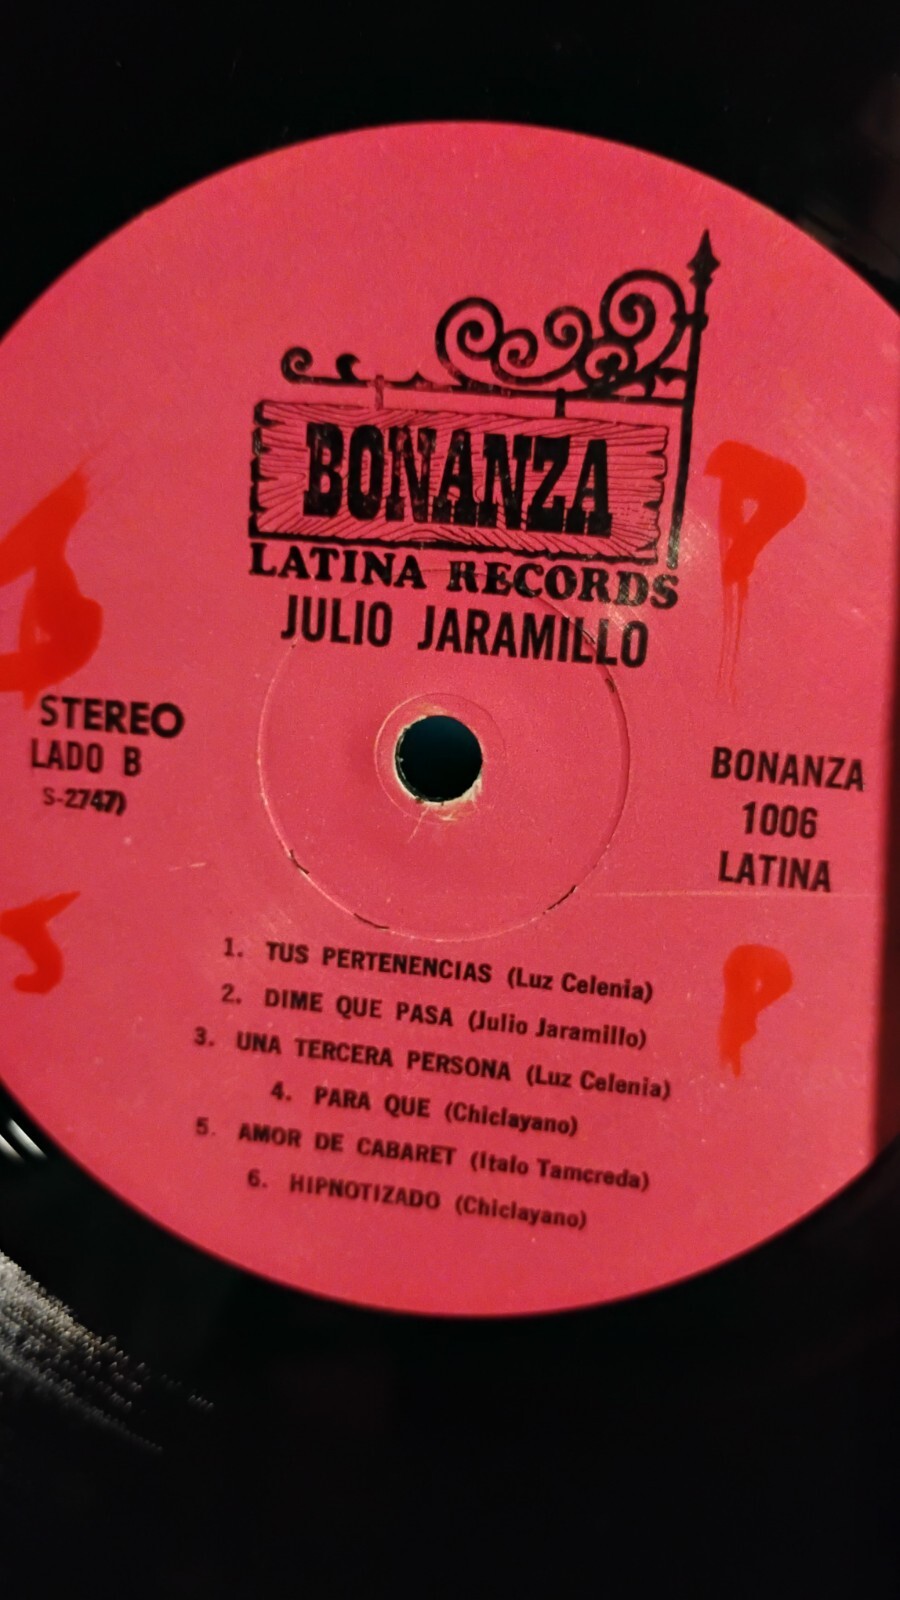 BONANZA
LATINA RECORDS
JULIO JARAMILLO
STEREO
LADO B
S-2747)
BONANZA
1006
LATINA
1. TUS PERTENENCIAS (Luz Celenia)
2. DIME QUE PASA (Julio Jaramillo)
3. UNA TERCERA PERSONA (Luz Celenia)
4. PARA QUE (Chiclayano)
5. AMOR DE CABARET (Italo Tamcreda)
6. HIPNOTIZADO (Chiclayano)
J P
J P